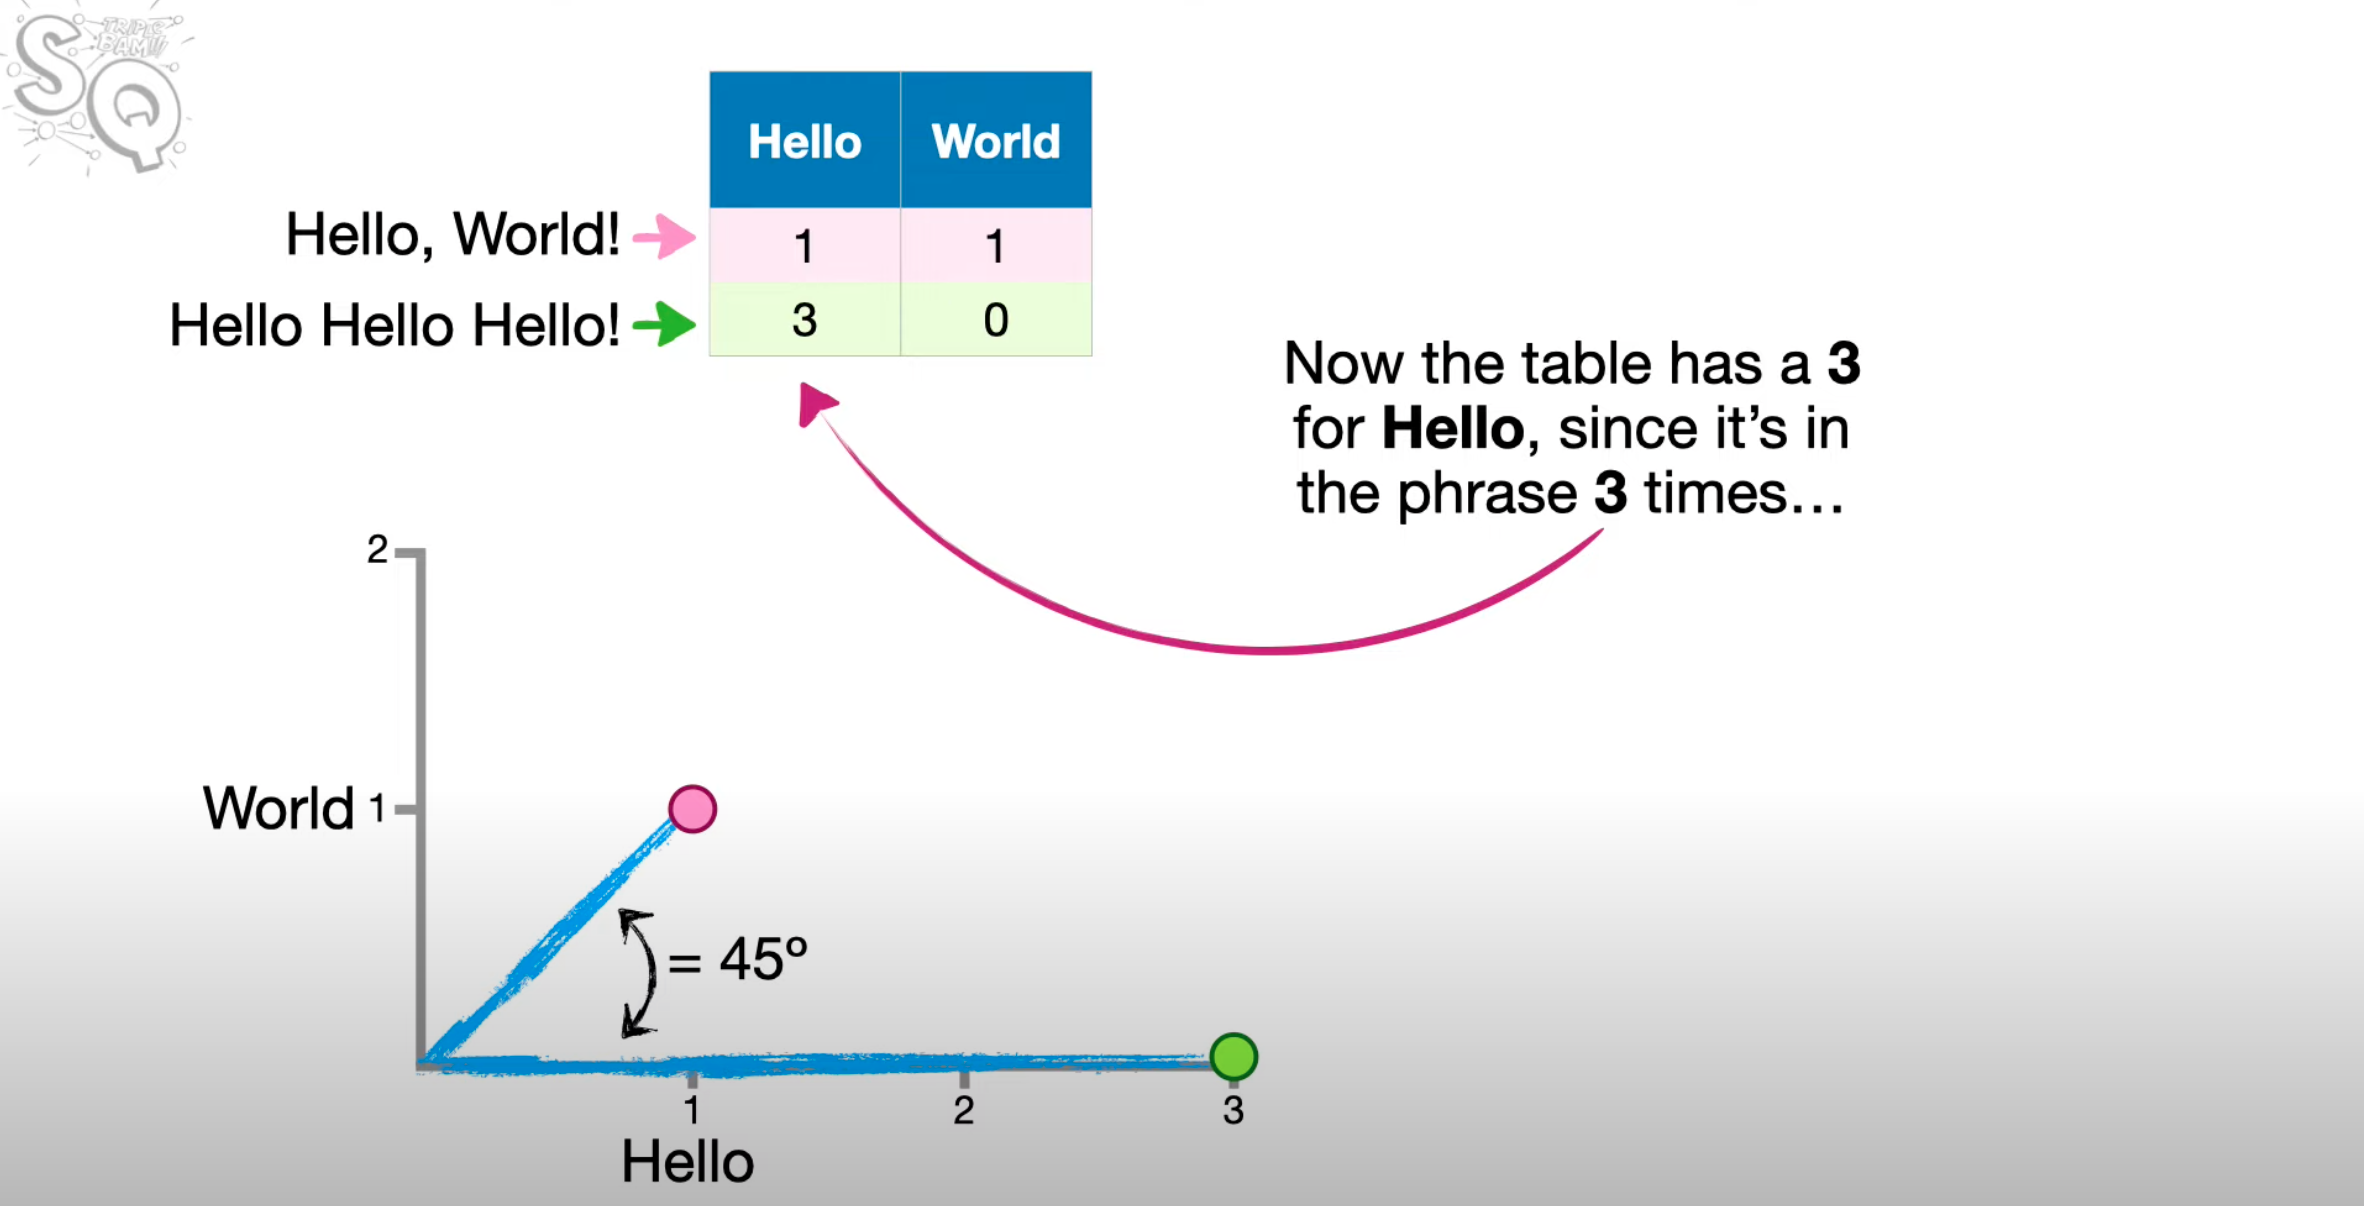 TRIPLE
BAM!!!
SQ
Hello World
Hello, World! 1 1
Hello Hello Hello! 3 0
Now the table has a 3
for Hello, since it’s in
the phrase 3 times…
2
World 1
= 45º
1 2 3
Hello